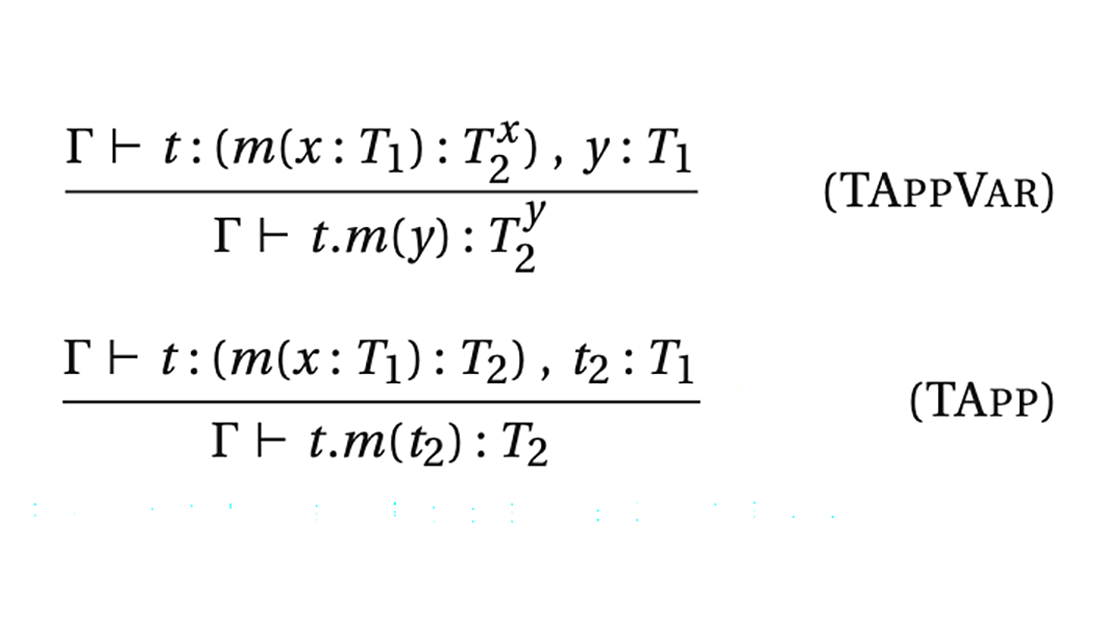 Γ ⊢ t : (m(x : T₁) : T₂ˣ) , y : T₁
(TAPPVAR)
Γ ⊢ t.m(y) : T₂ʸ
Γ ⊢ t : (m(x : T₁) : T₂) , t₂ : T₁
(TAPP)
Γ ⊢ t.m(t₂) : T₂